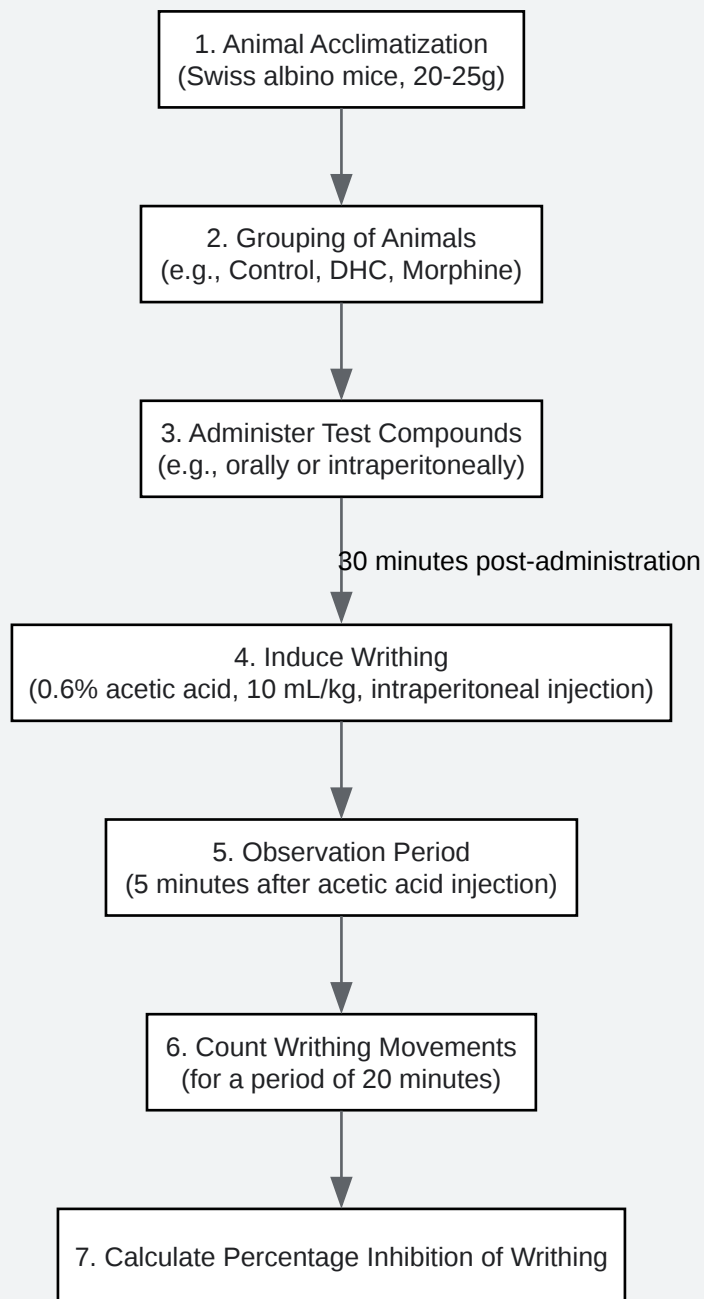 1. Animal Acclimatization
(Swiss albino mice, 20-25g)
2. Grouping of Animals
(e.g., Control, DHC, Morphine)
3. Administer Test Compounds
(e.g., orally or intraperitoneally)
30 minutes post-administration
4. Induce Writhing
(0.6% acetic acid, 10 mL/kg, intraperitoneal injection)
5. Observation Period
(5 minutes after acetic acid injection)
6. Count Writhing Movements
(for a period of 20 minutes)
7. Calculate Percentage Inhibition of Writhing